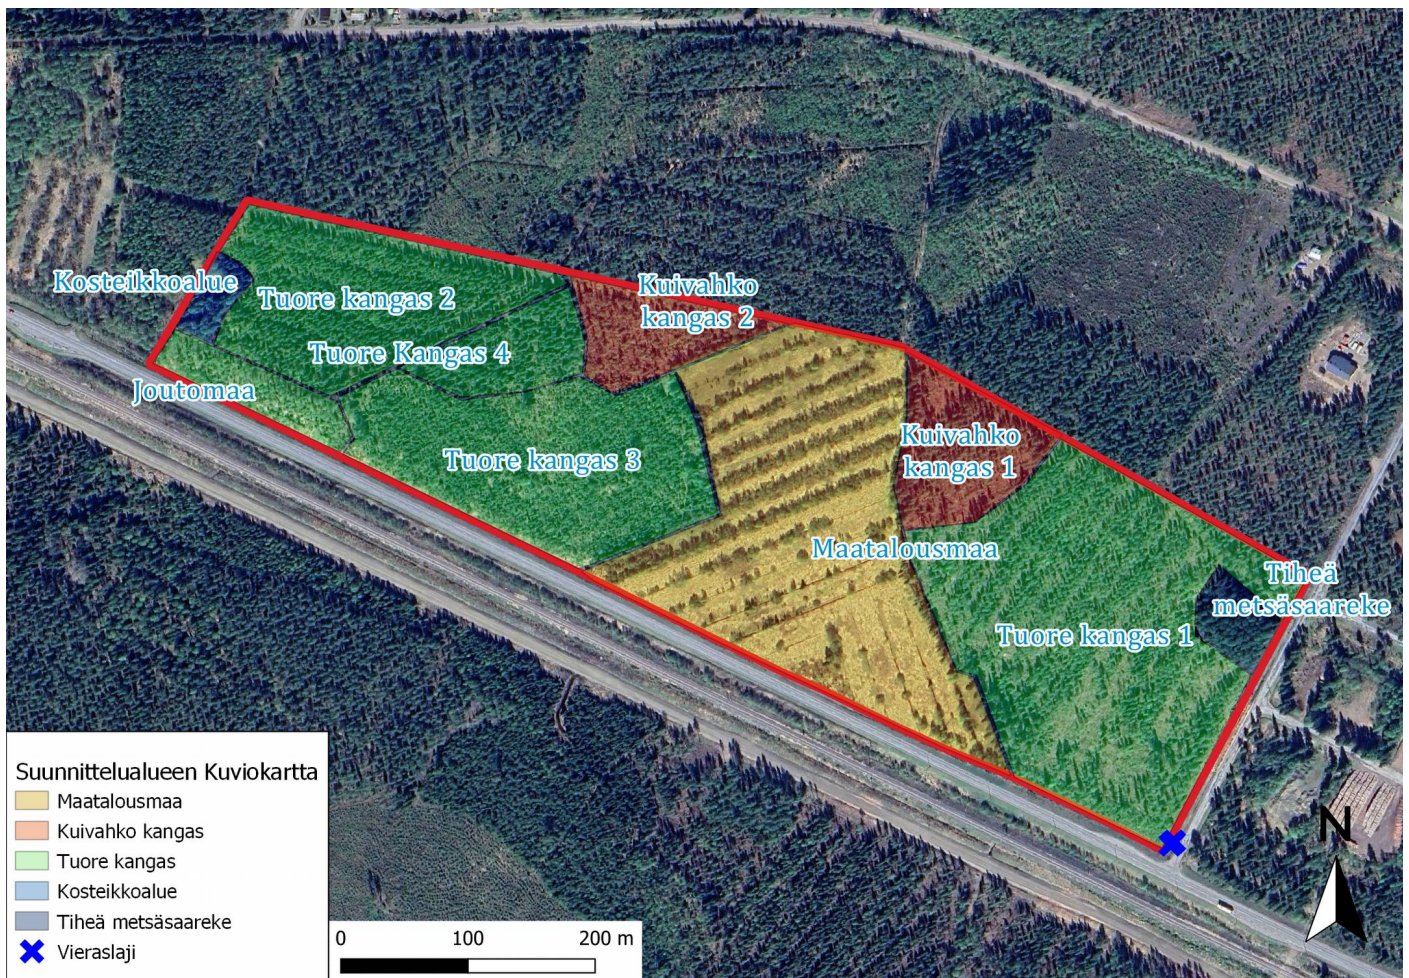 Kosteikkoalue
Tuore kangas 2
Kuivahko
kangas 2
Tuore Kangas 4
Joutomaa
Tuore kangas 3
Kuivahko
kangas 1
Maatalousmaa
Tiheä
metsäsaareke
Tuore kangas 1
Suunnittelualueen Kuviokartta
Maatalousmaa
Kuivahko kangas
Tuore kangas
Kosteikkoalue
Tiheä metsäsaareke
Vieraslaji
0 100 200 m
N